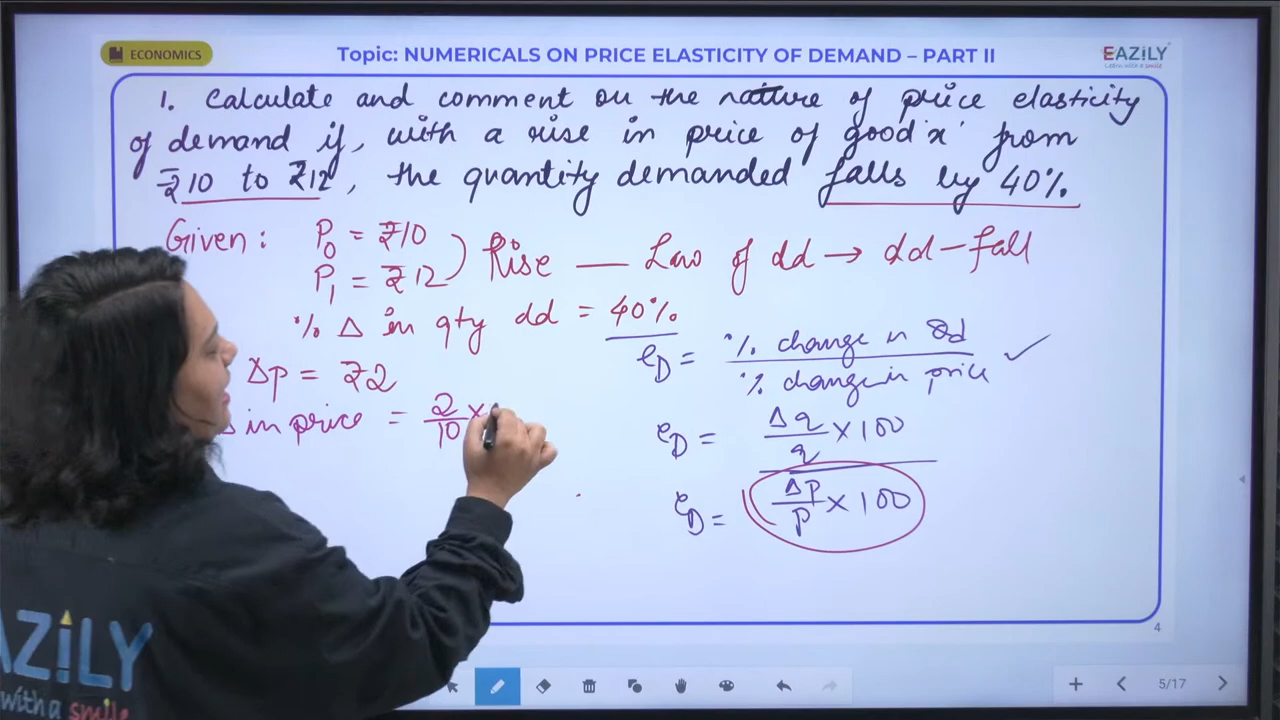 ECONOMICS
Topic: NUMERICALS ON PRICE ELASTICITY OF DEMAND – PART II
EAZiLY
Learn with a smile
1. Calculate and comment on the nature of price elasticity
of demand if, with a rise in price of good 'x' from
₹10 to ₹12, the quantity demanded falls by 40%.
Given: P0 = ₹10
P1 = ₹12
Rise — Law of dd → dd – fall
% Δ in qty dd = 40%
eD = % change in Qd
% change in price ✓
Δp = ₹2
Δ in price = 2/10 ×
eD = Δq/q × 100
eD = Δp/p × 100
4
AZiLY
with a smile
5/17